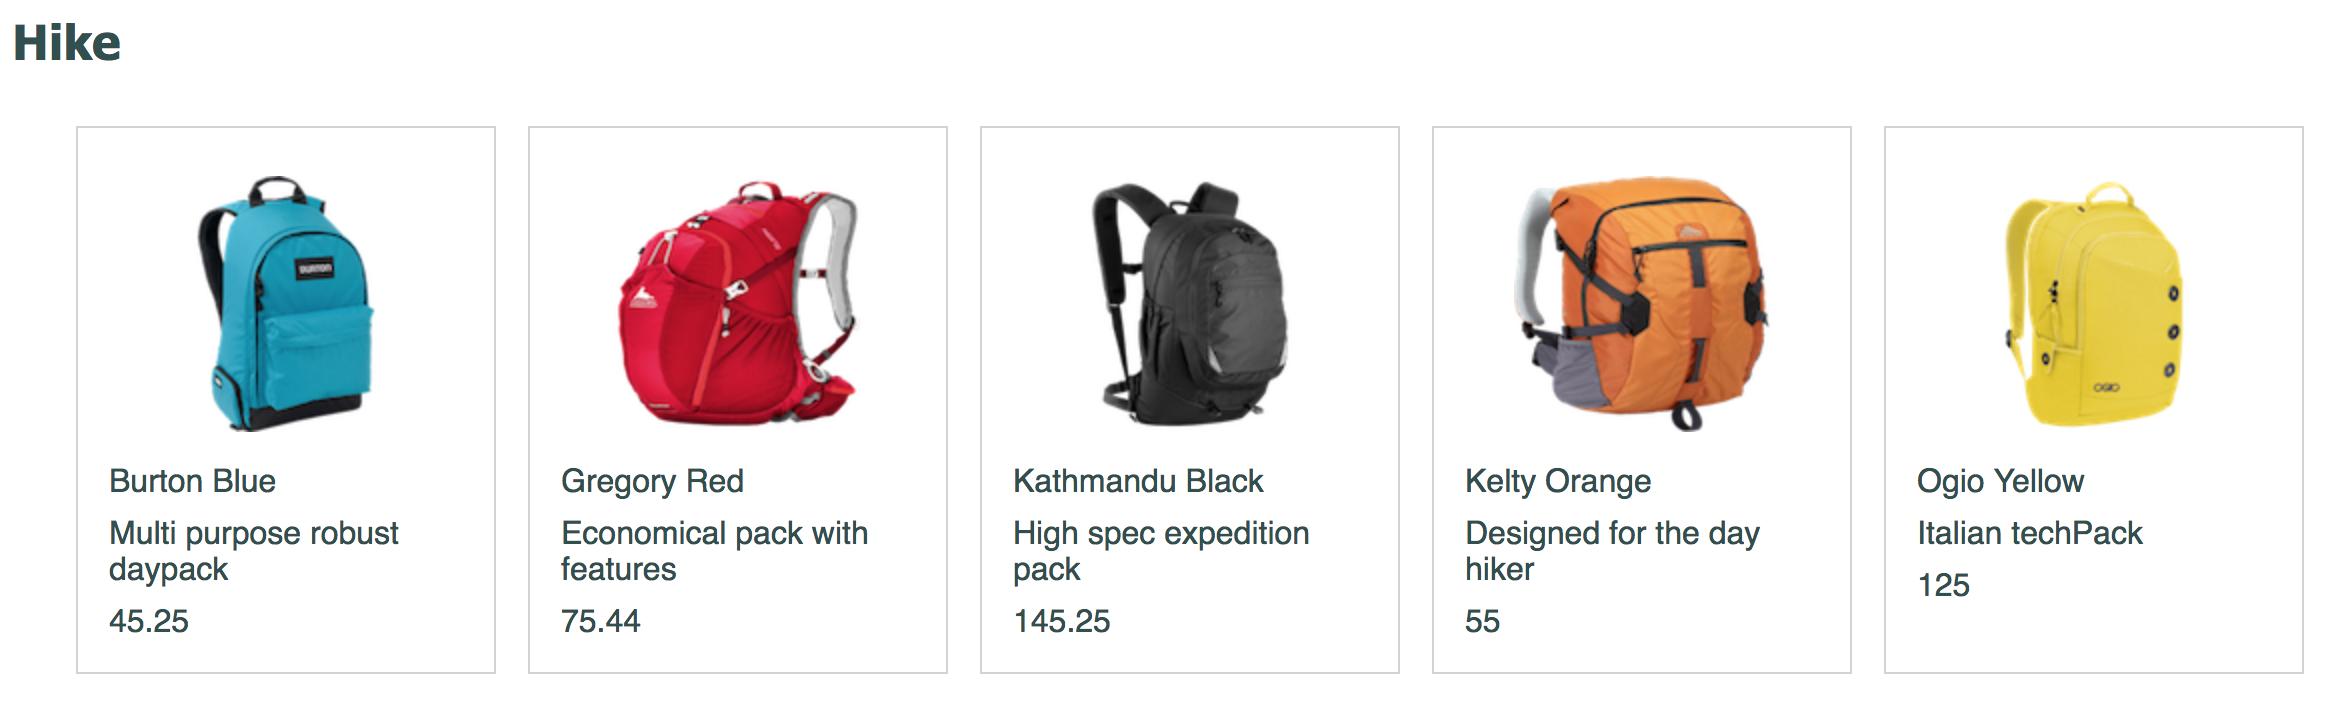 Hike
BURTON
OGIO
Burton Blue
Multi purpose robust
daypack
45.25
Gregory Red
Economical pack with
features
75.44
Kathmandu Black
High spec expedition
pack
145.25
Kelty Orange
Designed for the day
hiker
55
Ogio Yellow
Italian techPack
125